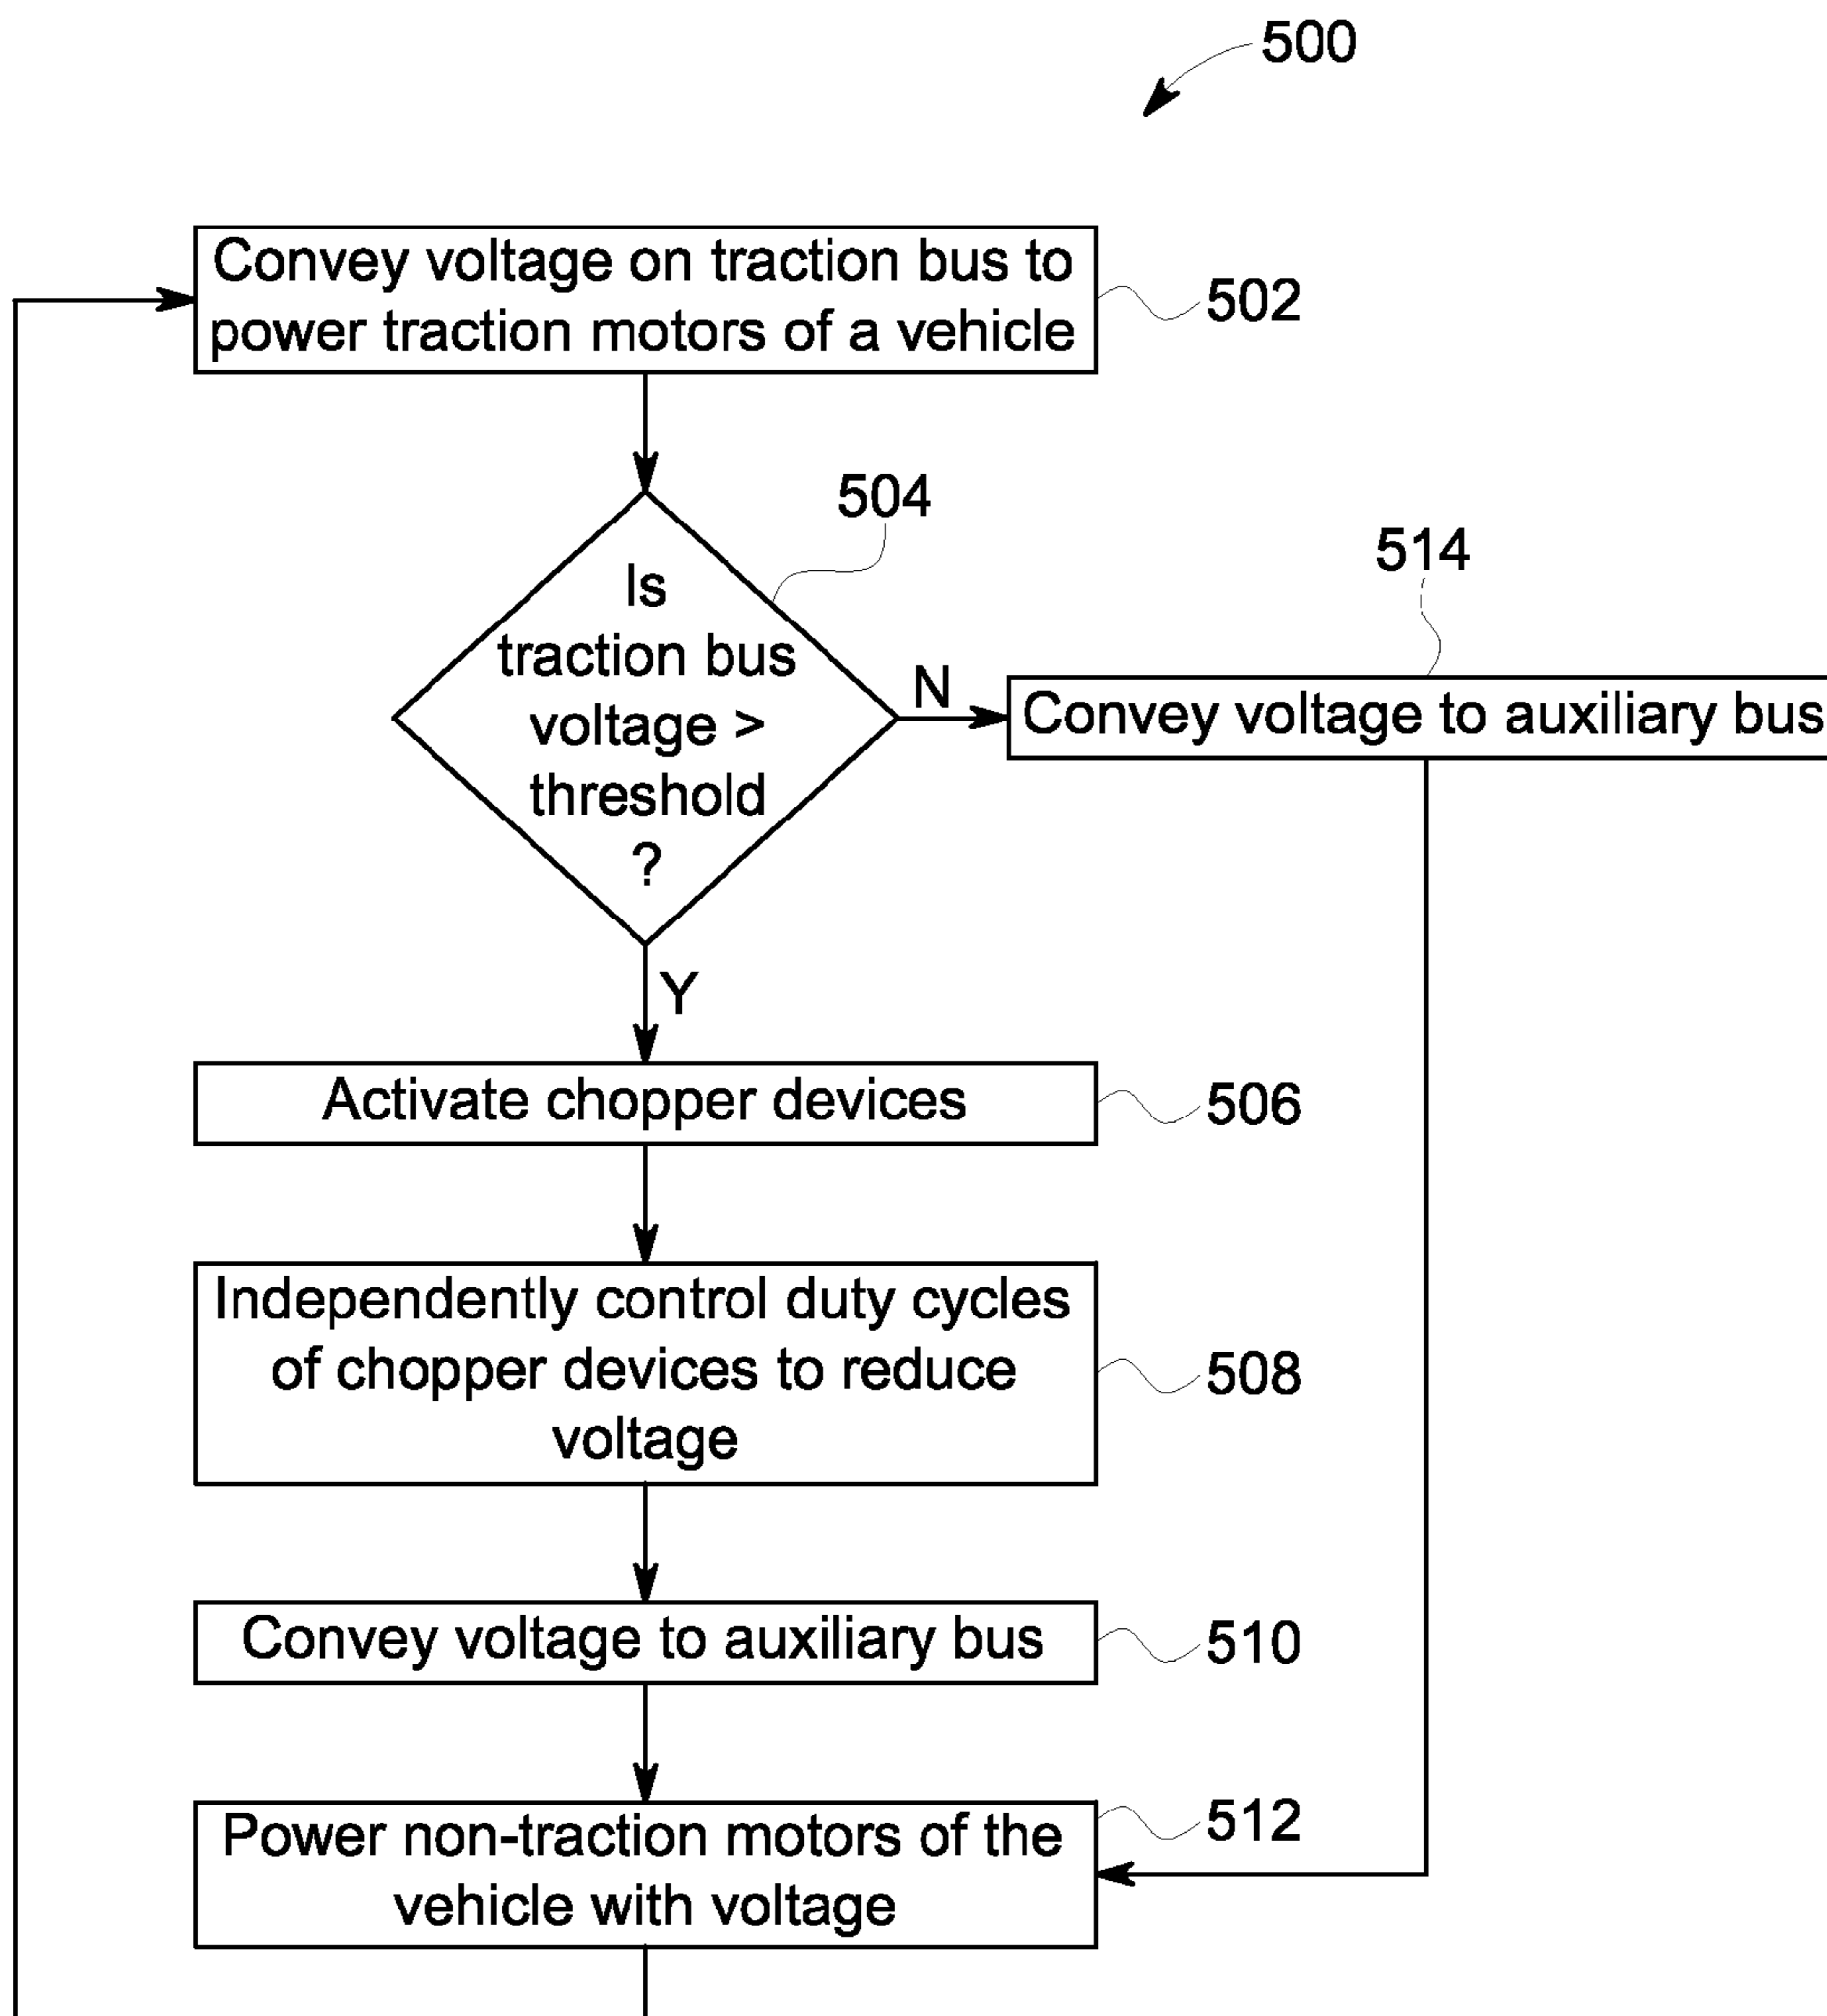 500
Convey voltage on traction bus to
power traction motors of a vehicle
502
504
Is
traction bus
voltage >
threshold
?
N
514
Convey voltage to auxiliary bus
Y
Activate chopper devices
506
Independently control duty cycles
of chopper devices to reduce
voltage
508
Convey voltage to auxiliary bus
510
Power non-traction motors of the
vehicle with voltage
512